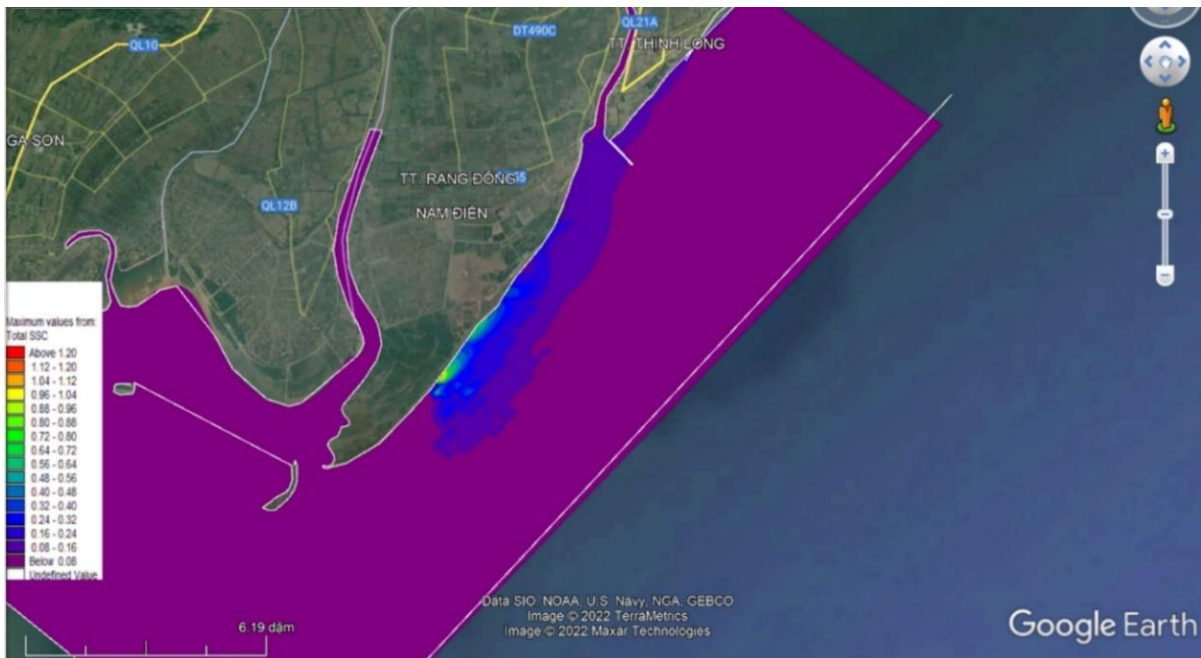 QL21A
DT490C
QL10
TT. THỊNH LONG
GA SƠN
TT. RẠNG ĐÔNG
QL12B
NAM ĐIỀN
Maximum values from:
Total SSC
Above 1.20
1.12 - 1.20
1.04 - 1.12
0.96 - 1.04
0.88 - 0.96
0.80 - 0.88
0.72 - 0.80
0.64 - 0.72
0.56 - 0.64
0.48 - 0.56
0.40 - 0.48
0.32 - 0.40
0.24 - 0.32
0.16 - 0.24
0.08 - 0.16
Below 0.08
Undefined Value
6.19 dặm
Data SIO, NOAA, U.S. Navy, NGA, GEBCO
Image © 2022 TerraMetrics
Image © 2022 Maxar Technologies
Google Earth